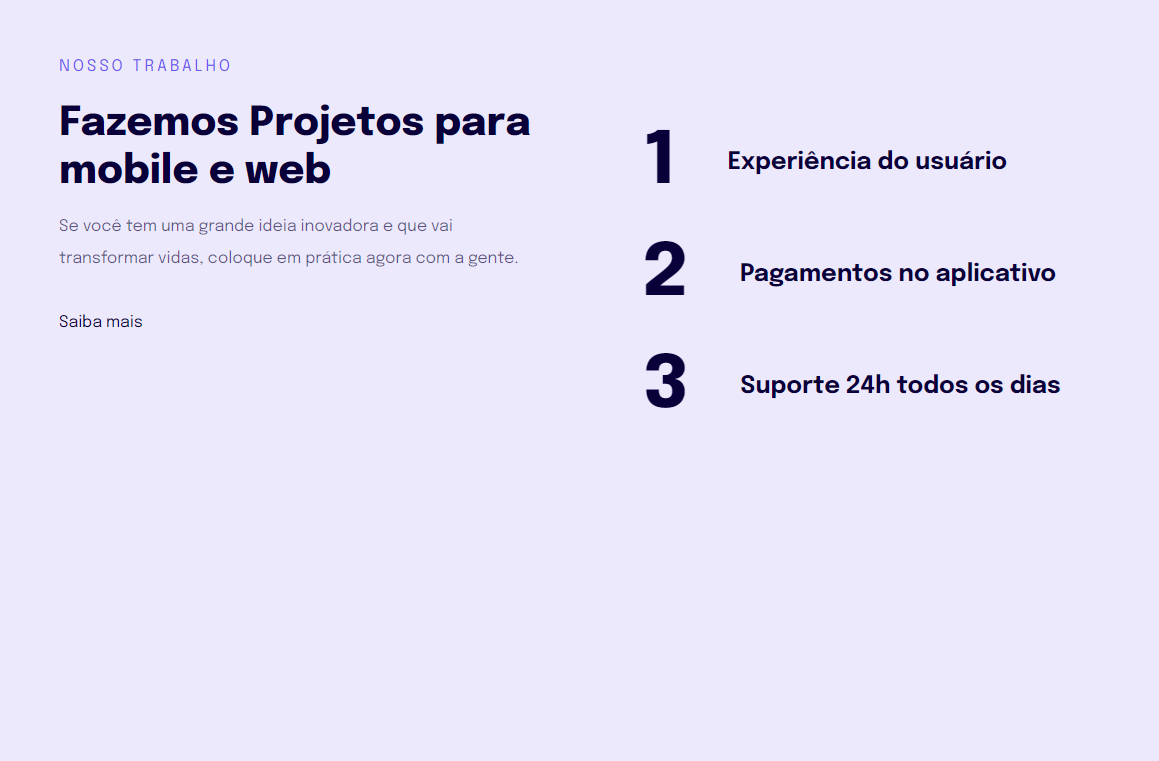 NOSSO TRABALHO
Fazemos Projetos para
mobile e web
Se você tem uma grande ideia inovadora e que vai
transformar vidas, coloque em prática agora com a gente.
Saiba mais
1 Experiência do usuário
2 Pagamentos no aplicativo
3 Suporte 24h todos os dias